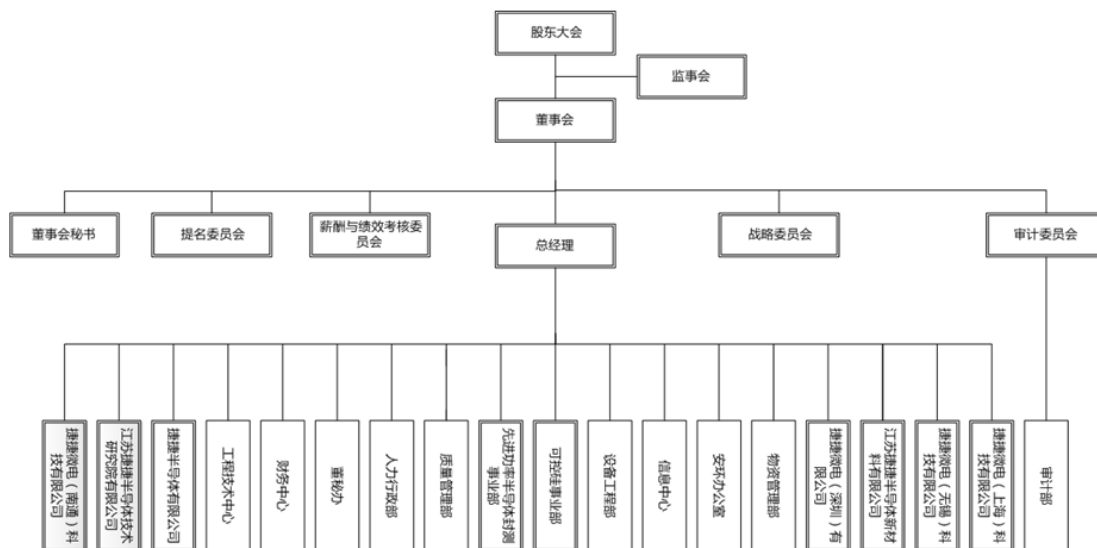 股东大会
监事会
董事会
董事会秘书
提名委员会
薪酬与绩效考核委
员会
总经理
战略委员会
审计委员会
捷捷微电（南通）科
技有限公司
江苏捷捷半导体技术
研究院有限公司
捷捷半导体有限公司
工程技术中心
财务中心
董秘办
人力行政部
质量管理部
先进功率半导体封测
事业部
可控硅事业部
设备工程部
信息中心
安环办公室
物资管理部
捷捷微电（深圳）有
限公司
江苏捷捷半导体新材
料有限公司
捷捷微电（无锡）科
技有限公司
捷捷微电（上海）科
技有限公司
审计部